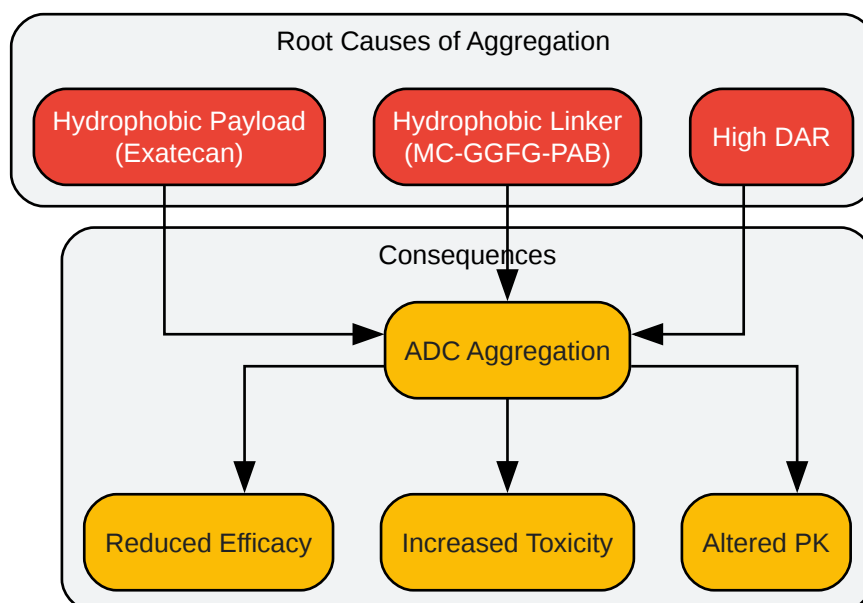 Root Causes of Aggregation
Hydrophobic Payload
(Exatecan)
Hydrophobic Linker
(MC-GGFG-PAB)
High DAR
Consequences
ADC Aggregation
Reduced Efficacy
Increased Toxicity
Altered PK